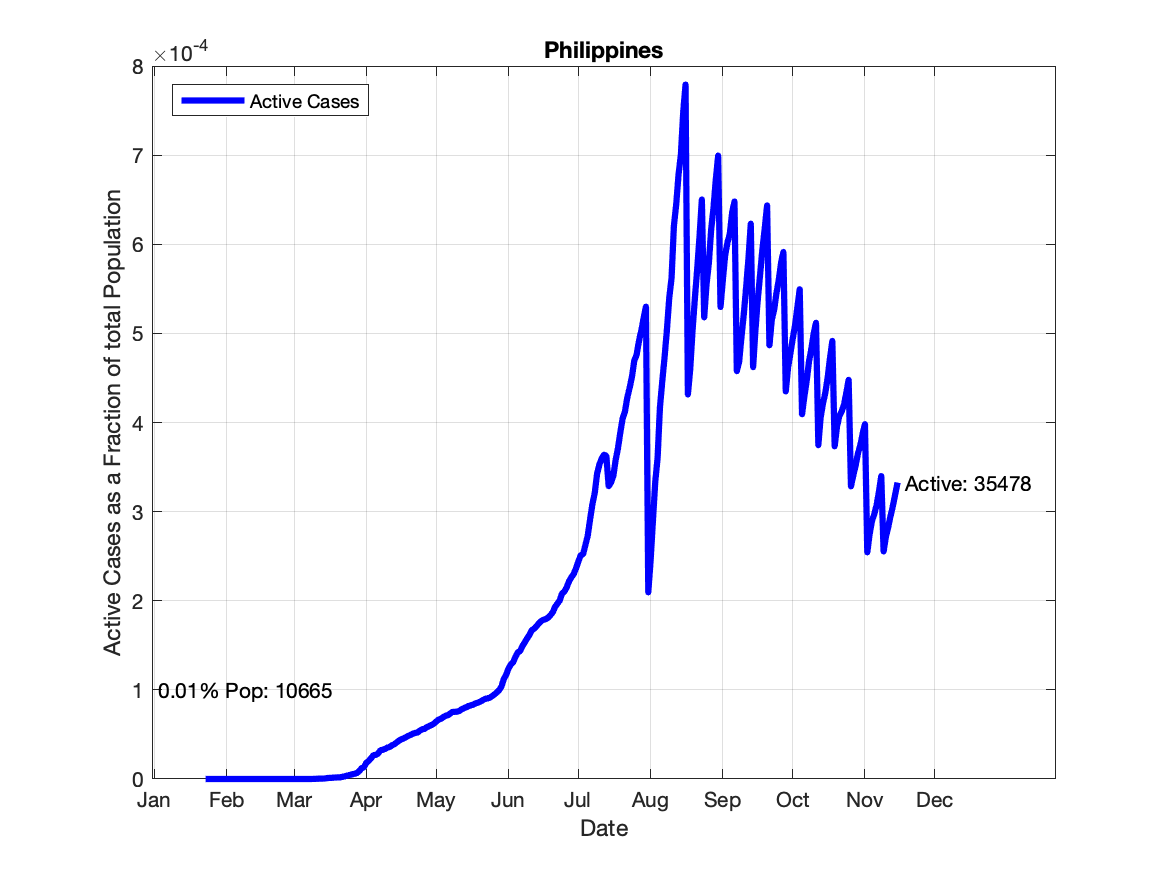 Philippines
×10-4
Active Cases
8
7
6
5
4
3
2
1
0
Active Cases as a Fraction of total Population
0.01% Pop: 10665
Active: 35478
Jan Feb Mar Apr May Jun Jul Aug Sep Oct Nov Dec
Date